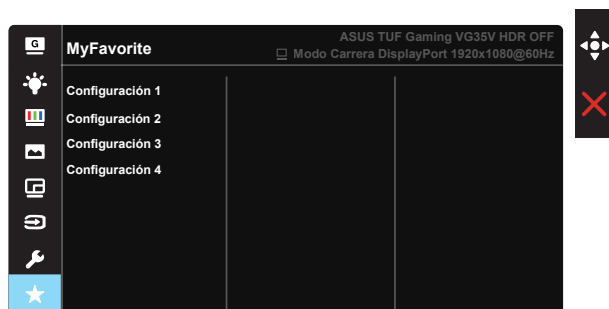 G
ASUS TUF Gaming VG35V HDR OFF
MyFavorite
Modo Carrera DisplayPort 1920x1080@60Hz
Configuración 1
Configuración 2
Configuración 3
Configuración 4